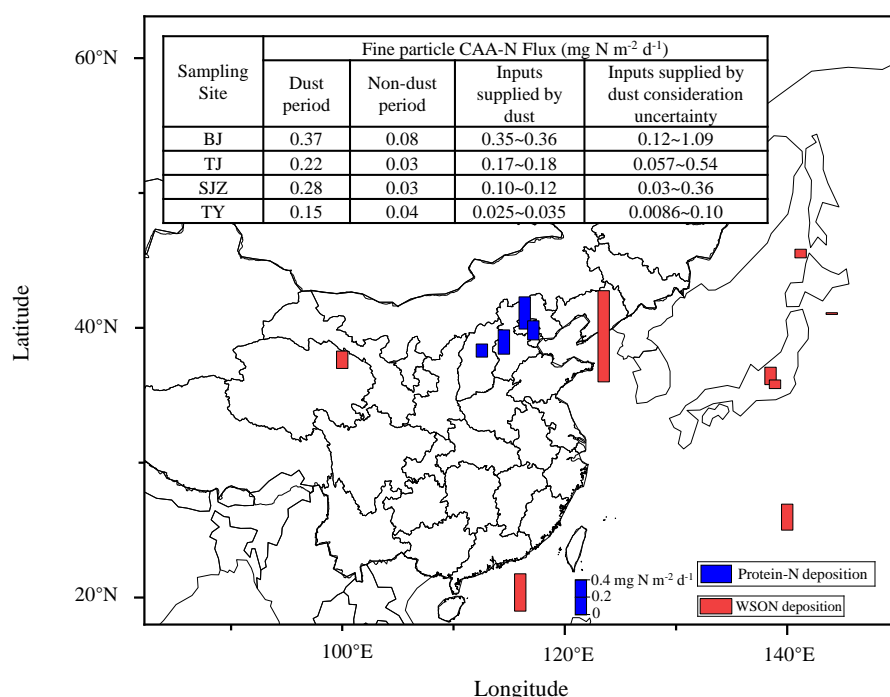 60°N
Fine particle CAA-N Flux (mg N m-2 d-1)
Sampling Site
Dust period
Non-dust period
Inputs supplied by dust
Inputs supplied by dust consideration uncertainty
BJ 0.37 0.08 0.35~0.36 0.12~1.09
TJ 0.22 0.03 0.17~0.18 0.057~0.54
SJZ 0.28 0.03 0.10~0.12 0.03~0.36
TY 0.15 0.04 0.025~0.035 0.0086~0.10
Latitude
40°N
0.4 mg N m-2 d-1
0.2
0
Protein-N deposition
WSON deposition
20°N
100°E 120°E 140°E
Longitude